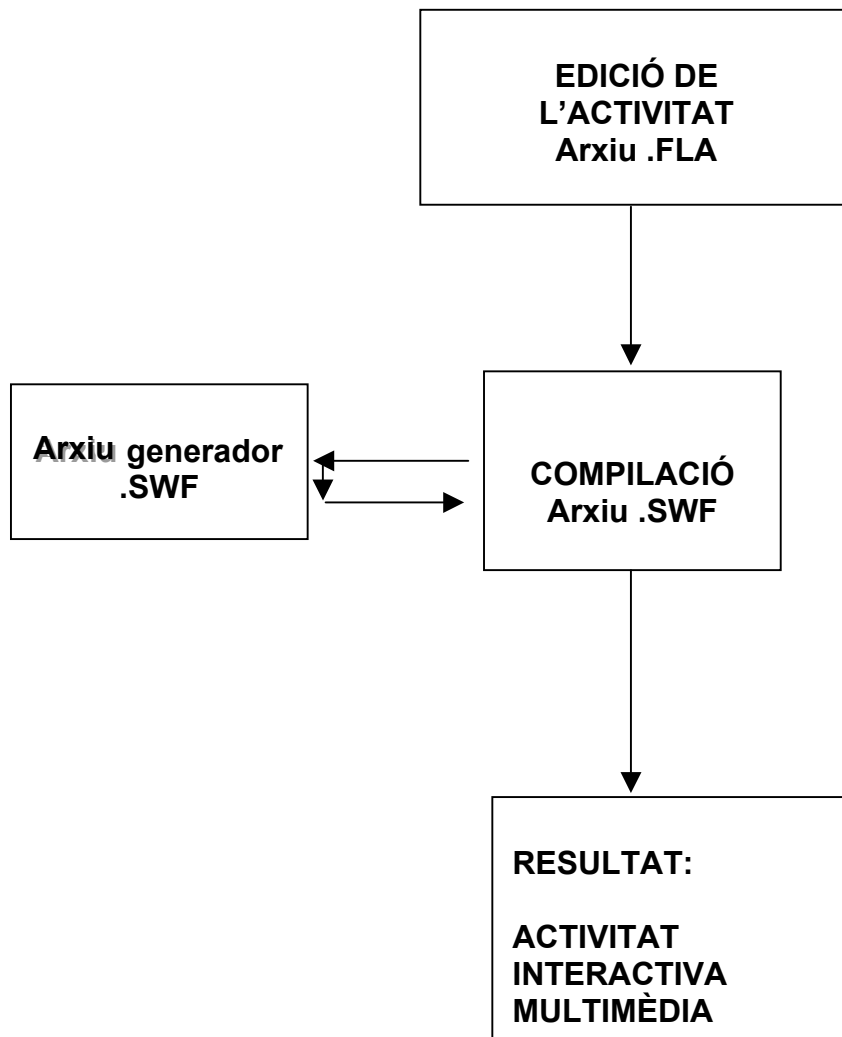 EDICIÓ DE
L’ACTIVITAT
Arxiu .FLA
Arxiu generador
.SWF
COMPILACIÓ
Arxiu .SWF
RESULTAT:
ACTIVITAT
INTERACTIVA
MULTIMÈDIA